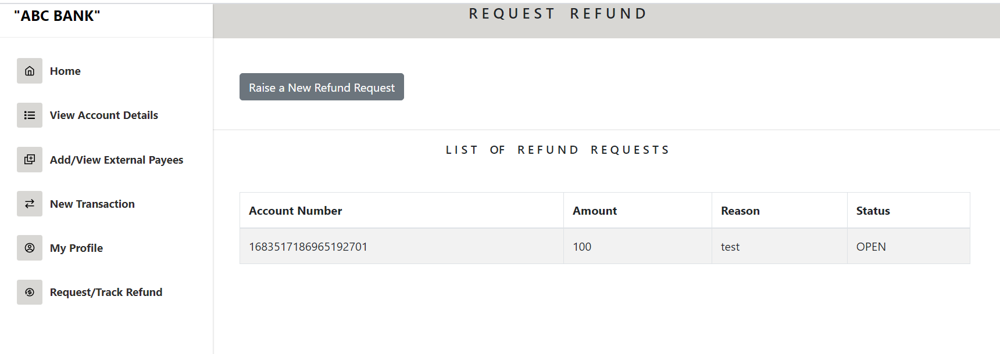 "ABC BANK"
REQUEST REFUND
Home
View Account Details
Add/View External Payees
New Transaction
My Profile
Request/Track Refund
Raise a New Refund Request
LIST OF REFUND REQUESTS
Account Number Amount Reason Status
1683517186965192701 100 test OPEN